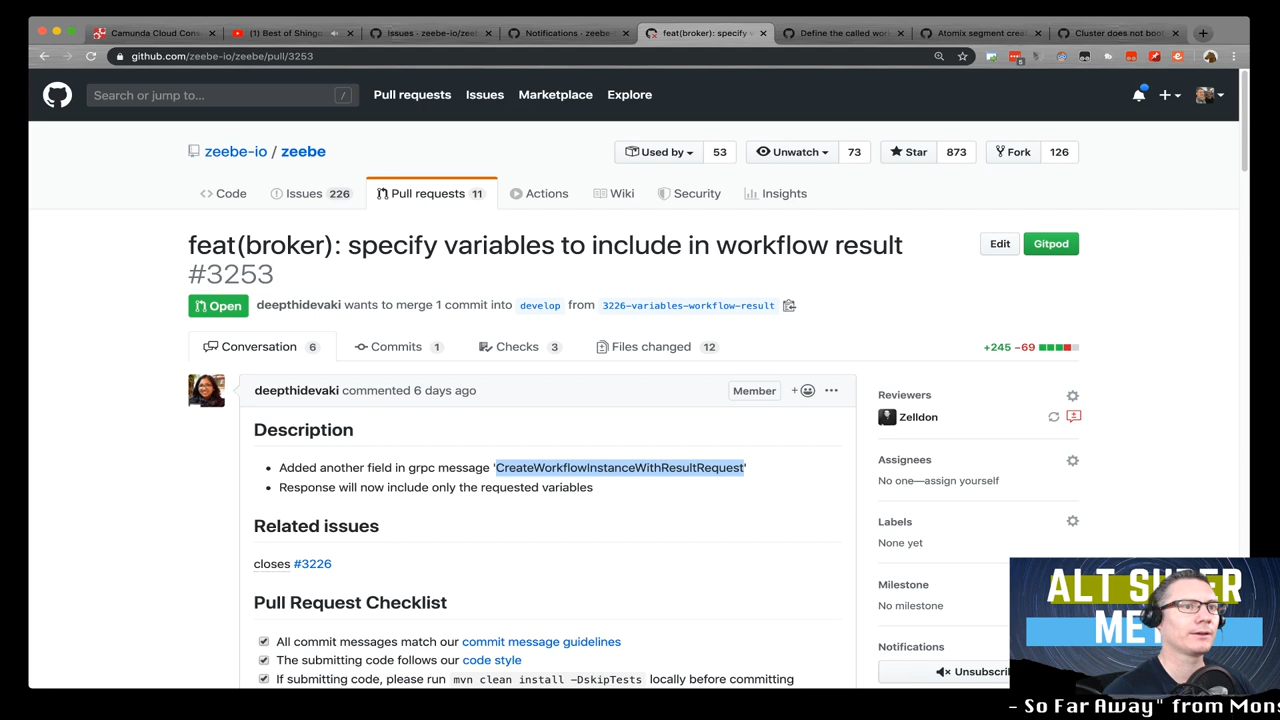 Camunda Cloud Cons
(1) Best of Shing
Issues - zeebe-io/zeeb
Notifications - zeebe-
feat(broker): specify v
Define the called work
Atomix segment crea
Cluster does not boot
github.com/zeebe-io/zeebe/pull/3253
5
Search or jump to... /
Pull requests Issues Marketplace Explore
zeebe-io / zeebe
Used by 53 Unwatch 73 Star 873 Fork 126
Code Issues 226 Pull requests 11 Actions Wiki Security Insights
feat(broker): specify variables to include in workflow result
#3253
Edit Gitpod
Open deepthidevaki wants to merge 1 commit into develop from 3226-variables-workflow-result
Conversation 6 Commits 1 Checks 3 Files changed 12
+245 −69
deepthidevaki commented 6 days ago Member
Description
Added another field in grpc message 'CreateWorkflowInstanceWithResultRequest'
Response will now include only the requested variables
Related issues
closes #3226
Pull Request Checklist
All commit messages match our commit message guidelines
The submitting code follows our code style
If submitting code, please run mvn clean install -DskipTests locally before committing
Reviewers
Zelldon
Assignees
No one—assign yourself
Labels
None yet
Milestone
No milestone
Notifications
Unsubscri
ALT SUPER
MET
- So Far Away" from Mons